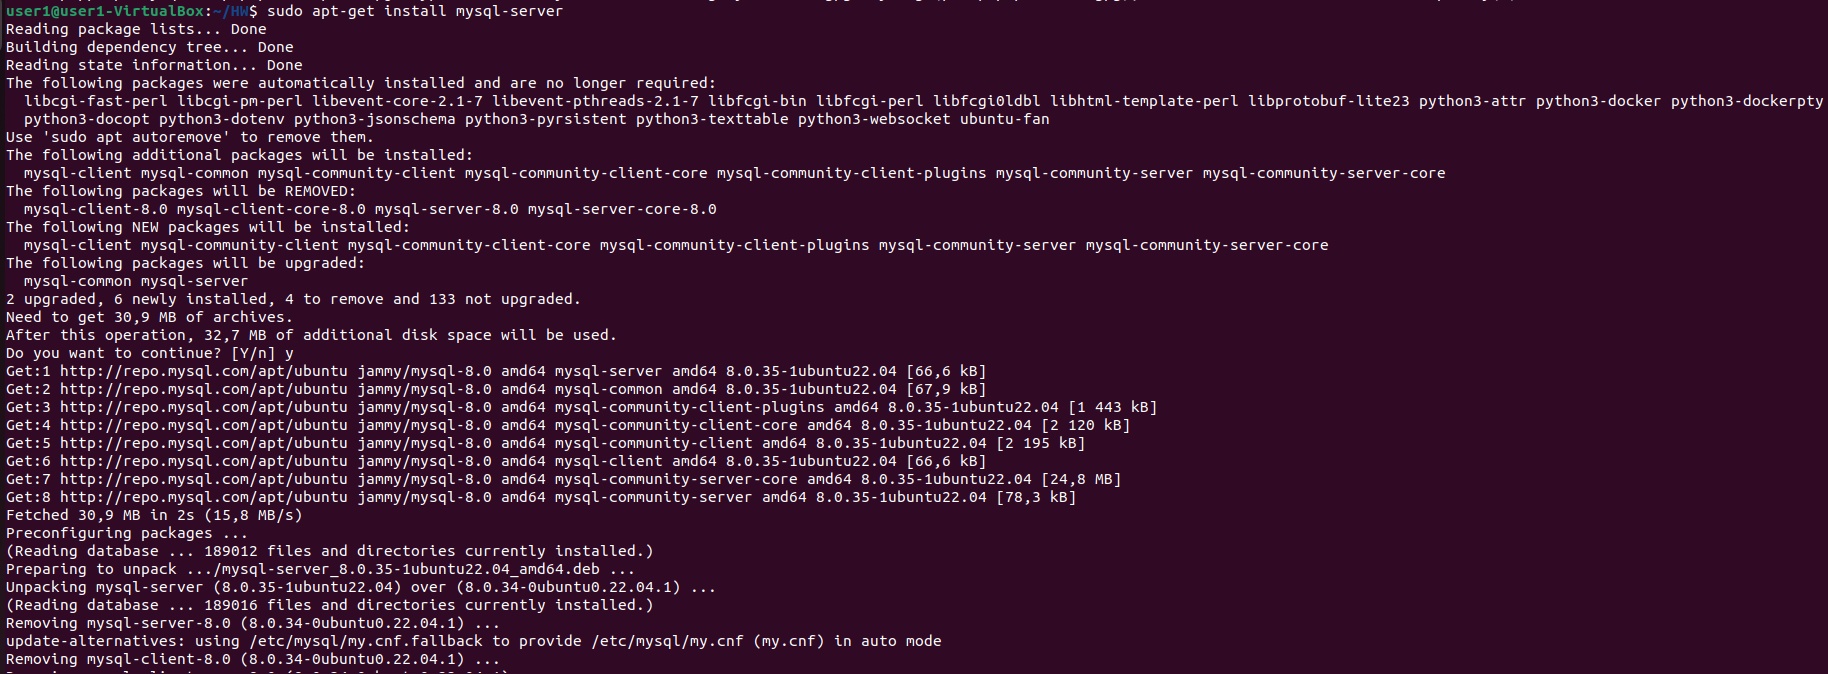 user1@user1-VirtualBox:~/HW$ sudo apt-get install mysql-server
Reading package lists... Done
Building dependency tree... Done
Reading state information... Done
The following packages were automatically installed and are no longer required:
  libcgi-fast-perl libcgi-pm-perl libevent-core-2.1-7 libevent-pthreads-2.1-7 libfcgi-bin libfcgi-perl libfcgi0ldbl libhtml-template-perl libprotobuf-lite23 python3-attr python3-docker python3-dockerpty
  python3-docopt python3-dotenv python3-jsonschema python3-pyrsistent python3-texttable python3-websocket ubuntu-fan
Use 'sudo apt autoremove' to remove them.
The following additional packages will be installed:
  mysql-client mysql-common mysql-community-client mysql-community-client-core mysql-community-client-plugins mysql-community-server mysql-community-server-core
The following packages will be REMOVED:
  mysql-client-8.0 mysql-client-core-8.0 mysql-server-8.0 mysql-server-core-8.0
The following NEW packages will be installed:
  mysql-client mysql-community-client mysql-community-client-core mysql-community-client-plugins mysql-community-server mysql-community-server-core
The following packages will be upgraded:
  mysql-common mysql-server
2 upgraded, 6 newly installed, 4 to remove and 133 not upgraded.
Need to get 30,9 MB of archives.
After this operation, 32,7 MB of additional disk space will be used.
Do you want to continue? [Y/n] y
Get:1 http://repo.mysql.com/apt/ubuntu jammy/mysql-8.0 amd64 mysql-server amd64 8.0.35-1ubuntu22.04 [66,6 kB]
Get:2 http://repo.mysql.com/apt/ubuntu jammy/mysql-8.0 amd64 mysql-common amd64 8.0.35-1ubuntu22.04 [67,9 kB]
Get:3 http://repo.mysql.com/apt/ubuntu jammy/mysql-8.0 amd64 mysql-community-client-plugins amd64 8.0.35-1ubuntu22.04 [1 443 kB]
Get:4 http://repo.mysql.com/apt/ubuntu jammy/mysql-8.0 amd64 mysql-community-client-core amd64 8.0.35-1ubuntu22.04 [2 120 kB]
Get:5 http://repo.mysql.com/apt/ubuntu jammy/mysql-8.0 amd64 mysql-community-client amd64 8.0.35-1ubuntu22.04 [2 195 kB]
Get:6 http://repo.mysql.com/apt/ubuntu jammy/mysql-8.0 amd64 mysql-client amd64 8.0.35-1ubuntu22.04 [66,6 kB]
Get:7 http://repo.mysql.com/apt/ubuntu jammy/mysql-8.0 amd64 mysql-community-server-core amd64 8.0.35-1ubuntu22.04 [24,8 MB]
Get:8 http://repo.mysql.com/apt/ubuntu jammy/mysql-8.0 amd64 mysql-community-server amd64 8.0.35-1ubuntu22.04 [78,3 kB]
Fetched 30,9 MB in 2s (15,8 MB/s)
Preconfiguring packages ...
(Reading database ... 189012 files and directories currently installed.)
Preparing to unpack .../mysql-server_8.0.35-1ubuntu22.04_amd64.deb ...
Unpacking mysql-server (8.0.35-1ubuntu22.04) over (8.0.34-0ubuntu0.22.04.1) ...
(Reading database ... 189016 files and directories currently installed.)
Removing mysql-server-8.0 (8.0.34-0ubuntu0.22.04.1) ...
update-alternatives: using /etc/mysql/my.cnf.fallback to provide /etc/mysql/my.cnf (my.cnf) in auto mode
Removing mysql-client-8.0 (8.0.34-0ubuntu0.22.04.1) ...